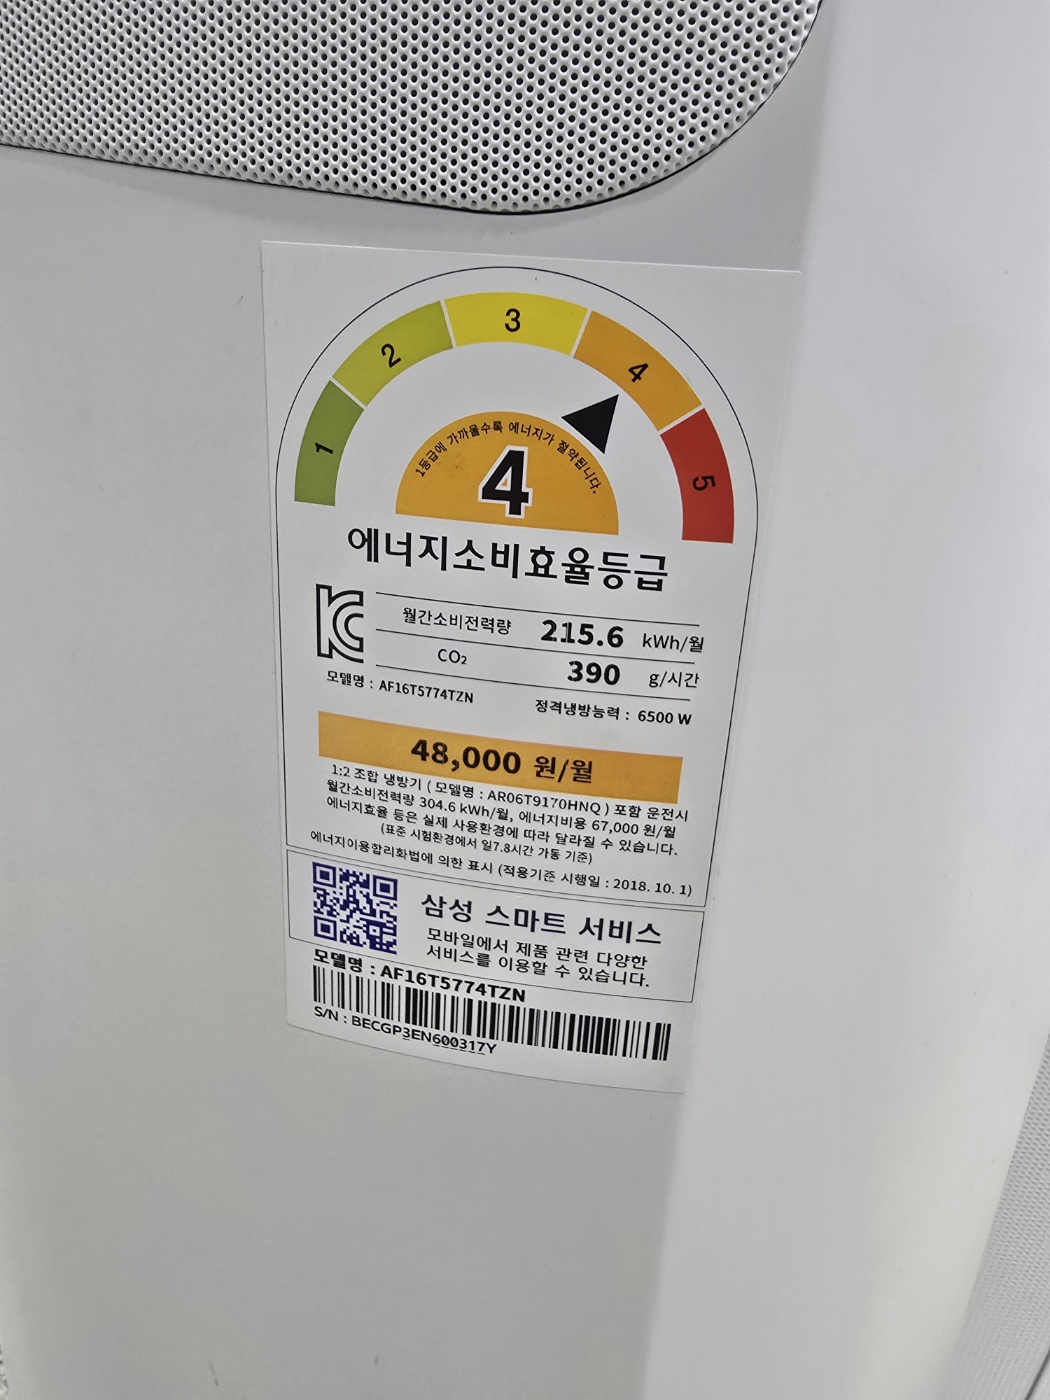 1
2
3
4
5
1등급에 가까울수록 에너지가 절약됩니다.
4
에너지소비효율등급
월간소비전력량 215.6 kWh/월
CO₂ 390 g/시간
모델명 : AF16T5774TZN 정격냉방능력 : 6500 W
48,000 원/월
1:2 조합 냉방기 ( 모델명 : AR06T9170HNQ ) 포함 운전시
월간소비전력량 304.6 kWh/월, 에너지비용 67,000 원/월
에너지효율 등은 실제 사용환경에 따라 달라질 수 있습니다.
(표준 시험환경에서 일7.8시간 가동 기준)
에너지이용합리화법에 의한 표시 (적용기준 시행일 : 2018. 10. 1)
삼성 스마트 서비스
모바일에서 제품 관련 다양한
서비스를 이용할 수 있습니다.
모델명 : AF16T5774TZN
S/N : BECGP3EN600317Y